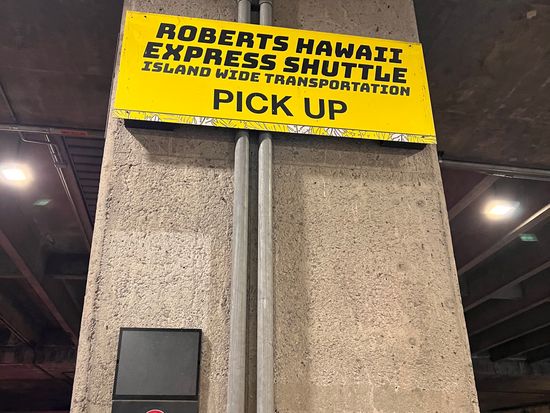 ROBERTS HAWAII
EXPRESS SHUTTLE
ISLAND WIDE TRANSPORTATION
PICK UP